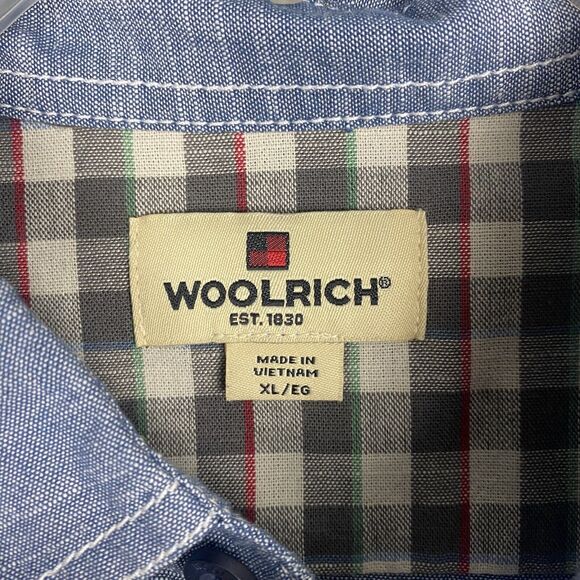 WOOLRICH®
EST. 1830
MADE IN
VIETNAM
XL/EG